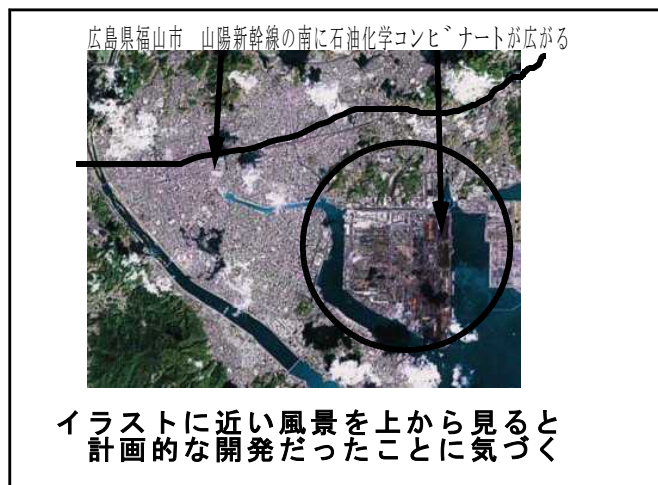 広島県福山市　山陽新幹線の南に石油化学コンビナートが広がる
イラストに近い風景を上から見ると
計画的な開発だったことに気づく